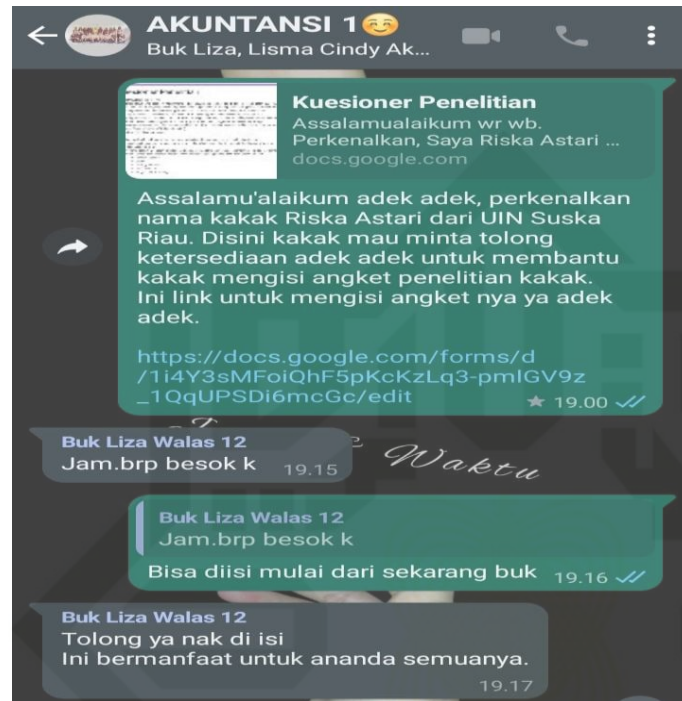 AKUNTANSI 1😊
Buk Liza, Lisma Cindy Ak...
Kuesioner Penelitian
Assalamualaikum wr wb.
Perkenalkan, Saya Riska Astari ...
docs.google.com
Assalamu'alaikum adek adek, perkenalkan
nama kakak Riska Astari dari UIN Suska
Riau. Disini kakak mau minta tolong
ketersediaan adek adek untuk membantu
kakak mengisi angket penelitian kakak.
Ini link untuk mengisi angket nya ya adek
adek.
https://docs.google.com/forms/d
/1i4Y3sMFoiQhF5pKcKzLq3-pmlGV9z
_1QqUPSDi6mcGc/edit
19.00
Buk Liza Walas 12
Jam.brp besok k 19.15
Waktu
Buk Liza Walas 12
Jam.brp besok k
Bisa diisi mulai dari sekarang buk 19.16
Buk Liza Walas 12
Tolong ya nak di isi
Ini bermanfaat untuk ananda semuanya.
19.17